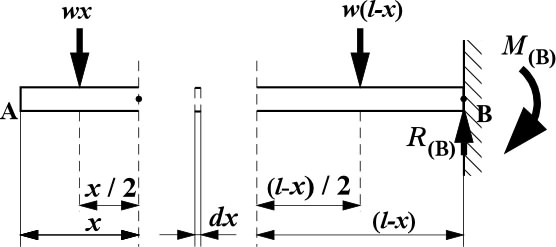 wx
w(l-x)
M(B)
A
B
R(B)
x / 2
(l-x) / 2
x
dx
(l-x)